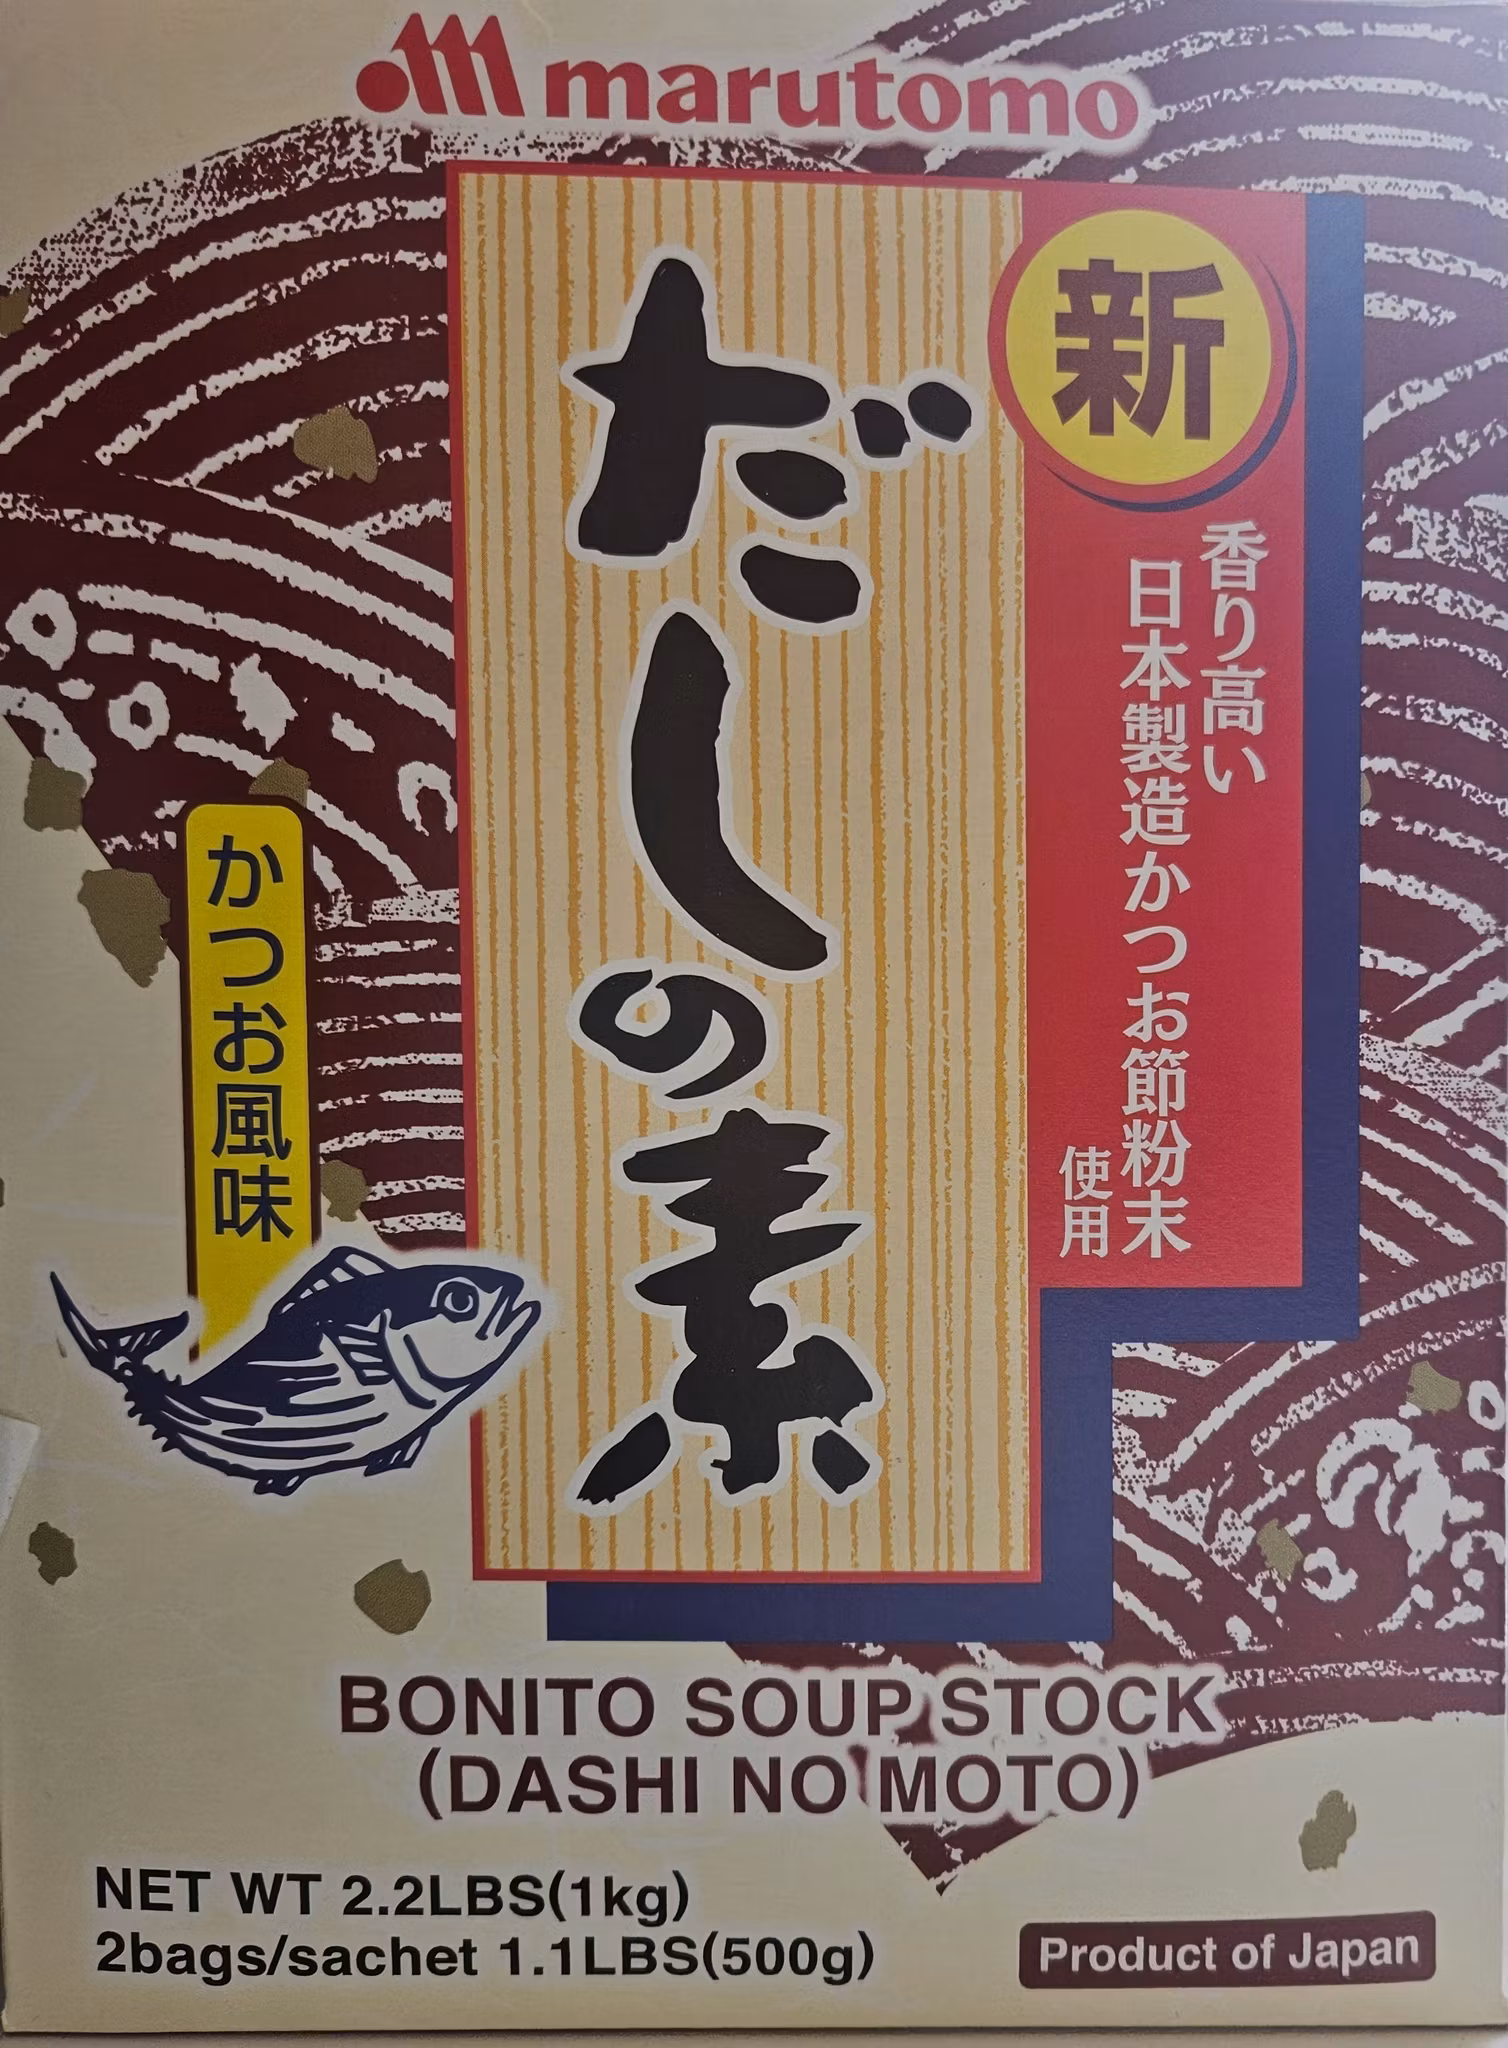 marutomo
新
香り高い
日本製造かつお節粉末
使用
だしの素
かつお風味
BONITO SOUP STOCK
(DASHI NO MOTO)
NET WT 2.2LBS(1kg)
2bags/sachet 1.1LBS(500g)
Product of Japan